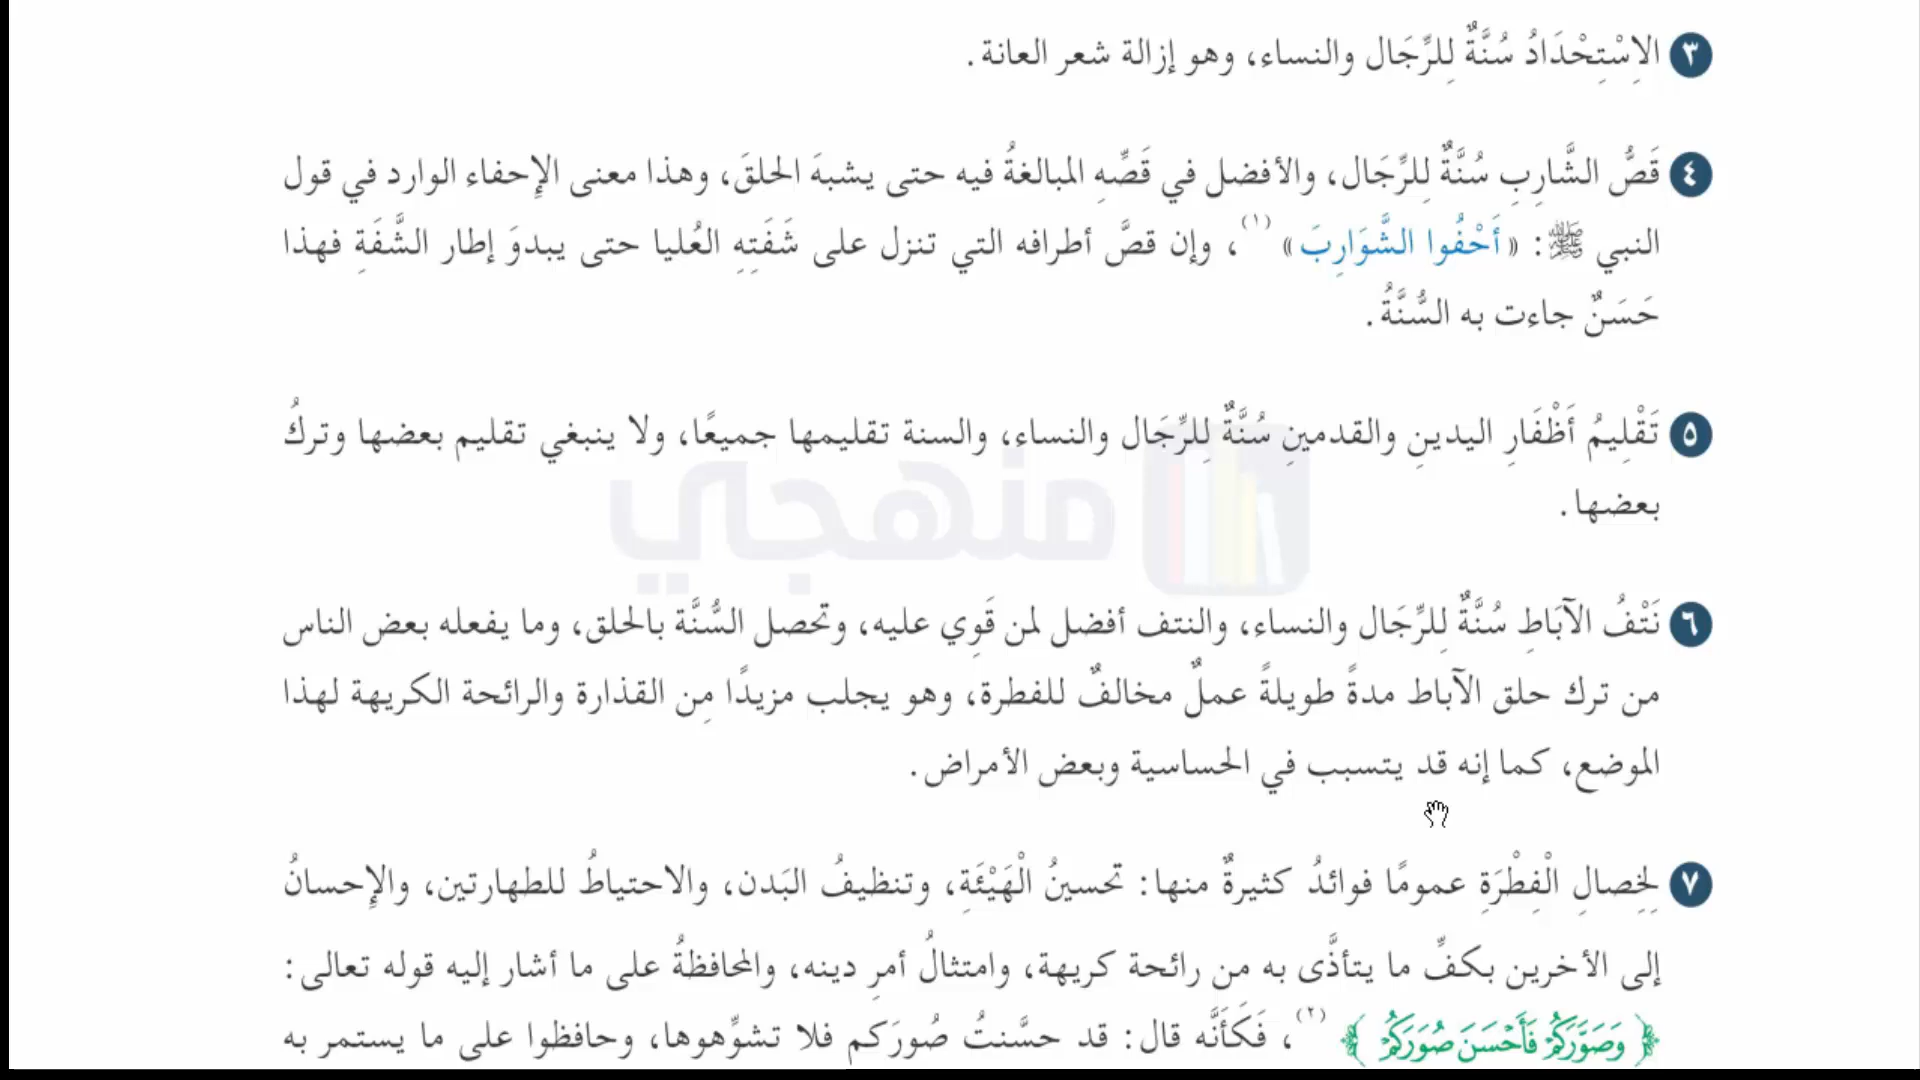 ٣ الِاسْتِحْدَادُ سُنَّةٌ لِلرِّجَال والنساء، وهو إزالة شعر العانة.
٤ قَصُّ الشَّارِبِ سُنَّةٌ لِلرِّجَال، والأفضل في قَصِّهِ المبالغةُ فيه حتى يشبهَ الحلقَ، وهذا معنى الإحفاء الوارد في قول
النبي ﷺ: «أَحْفُوا الشَّوَارِبَ» (١)، وإن قصَّ أطرافه التي تنزل على شَفَتِهِ العُليا حتى يبدوَ إطار الشَّفَةِ فهذا
حَسَنٌ جاءت به السُّنَّةُ.
٥ تَقْلِيمُ أَظْفَارِ اليدينِ والقدمينِ سُنَّةٌ لِلرِّجَال والنساء، والسنة تقليمها جميعًا، ولا ينبغي تقليم بعضها وتركُ
بعضها.
منهجي
٦ نَتْفُ الآبَاطِ سُنَّةٌ لِلرِّجَال والنساء، والنتف أفضل لمن قَوِي عليه، وتحصل السُّنَّة بالحلق، وما يفعله بعض الناس
من ترك حلق الآباط مدةً طويلةً عملٌ مخالفٌ للفطرة، وهو يجلب مزيدًا مِن القذارة والرائحة الكريهة لهذا
الموضع، كما إنه قد يتسبب في الحساسية وبعض الأمراض.
٧ لِخِصالِ الْفِطْرَةِ عمومًا فوائدُ كثيرةٌ منها: تحسينُ الْهَيْئَةِ، وتنظيفُ البَدن، والاحتياطُ للطهارتين، والإحسانُ
إلى الأخرين بكفِّ ما يتأذَّى به من رائحة كريهة، وامتثالُ أمرِ دينه، والمحافظةُ على ما أشار إليه قوله تعالى:
﴿ وَصَوَّرَكُمْ فَأَحْسَنَ صُوَرَكُمْ ﴾ (٢)، فَكَأَنَّه قال: قد حسَّنتُ صُورَكم فلا تشوِّهوها، وحافظوا على ما يستمر به